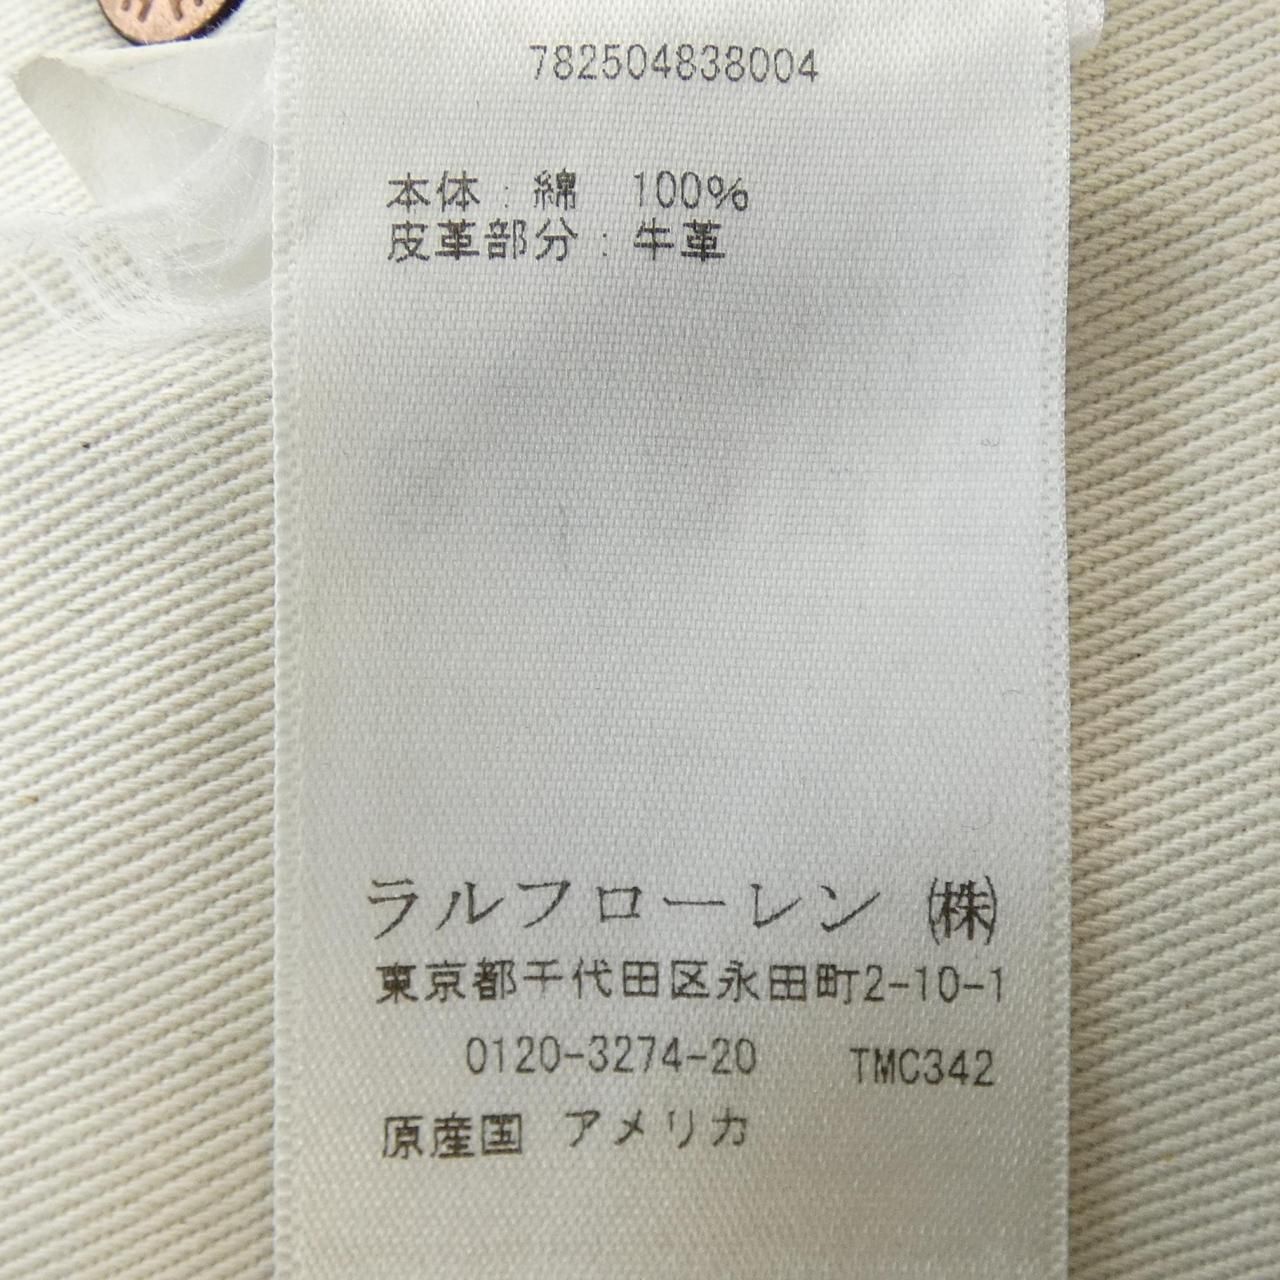 782504838004
本体：綿　100%
皮革部分：牛革
ラルフローレン ㈱
東京都千代田区永田町2-10-1
0120-3274-20　TMC342
原産国 アメリカ